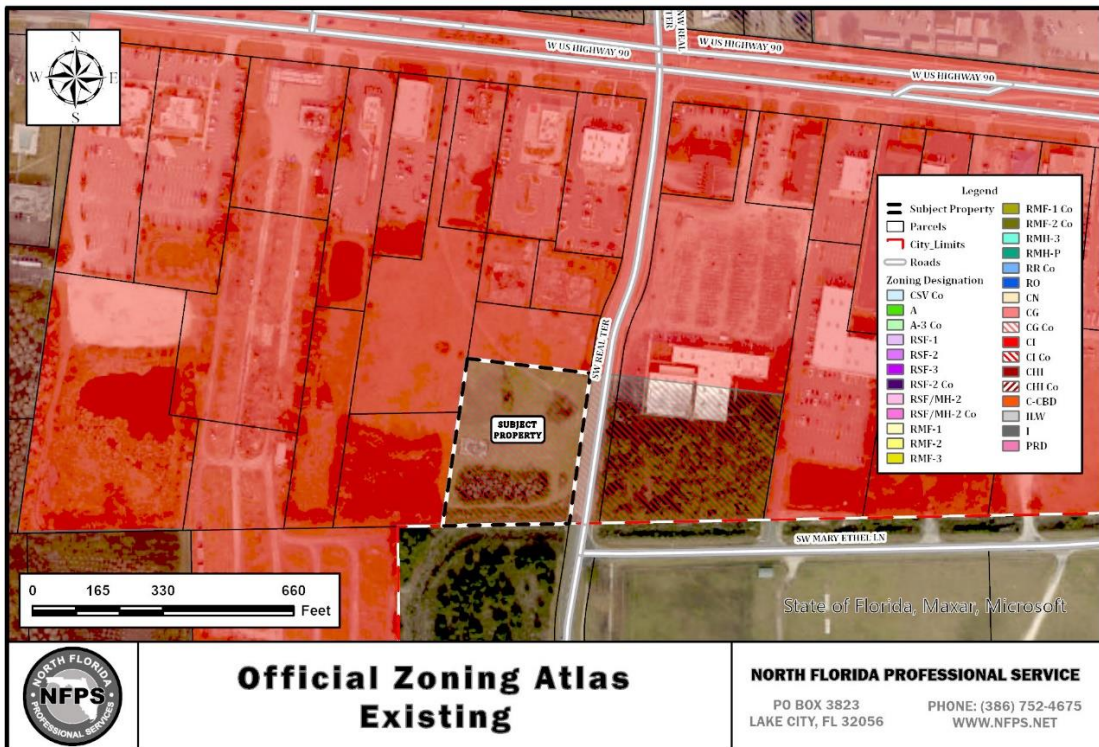 N
W E
S
W US HIGHWAY 90
W US HIGHWAY 90
W US HIGHWAY 90
NW REAL
TER
SW REAL TER
SUBJECT
PROPERTY
SW MARY ETHEL LN
Legend
Subject Property
Parcels
City_Limits
Roads
Zoning Designation
CSV Co
A
A-3 Co
RSF-1
RSF-2
RSF-3
RSF-2 Co
RSF/MH-2
RSF/MH-2 Co
RMF-1
RMF-2
RMF-3
RMF-1 Co
RMF-2 Co
RMH-3
RMH-P
RR Co
RO
CN
CG
CG Co
CI
CI Co
CHI
CHI Co
C-CBD
ILW
I
PRD
0 165 330 660
Feet
State of Florida, Maxar, Microsoft
NORTH FLORIDA
NFPS
PROFESSIONAL SERVICES
Official Zoning Atlas
Existing
NORTH FLORIDA PROFESSIONAL SERVICE
PO BOX 3823
LAKE CITY, FL 32056
PHONE: (386) 752-4675
WWW.NFPS.NET